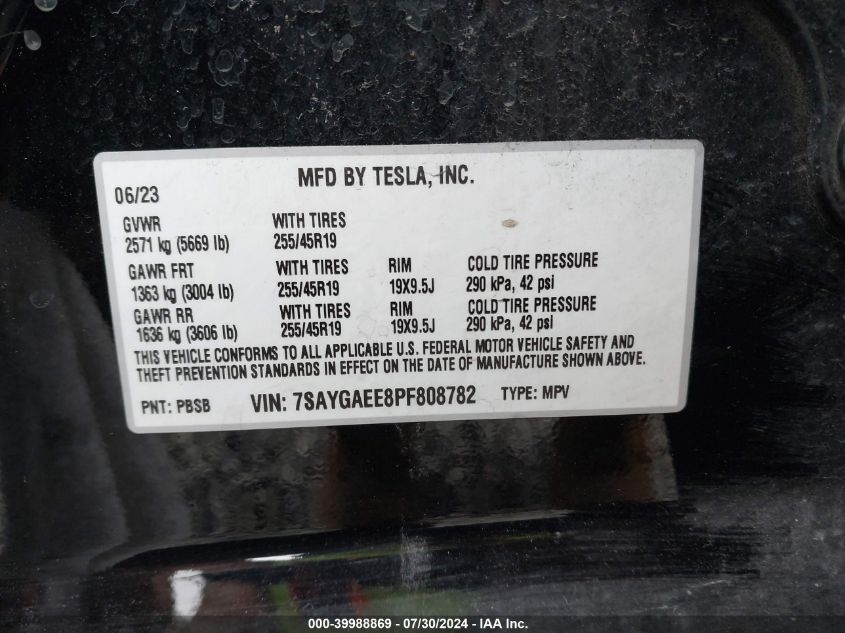 MFD BY TESLA, INC.
06/23
GVWR WITH TIRES
2571 kg (5669 lb) 255/45R19
GAWR FRT WITH TIRES RIM COLD TIRE PRESSURE
1363 kg (3004 lb) 255/45R19 19X9.5J 290 kPa, 42 psi
GAWR RR WITH TIRES RIM COLD TIRE PRESSURE
1636 kg (3606 lb) 255/45R19 19X9.5J 290 kPa, 42 psi
THIS VEHICLE CONFORMS TO ALL APPLICABLE U.S. FEDERAL MOTOR VEHICLE SAFETY AND
THEFT PREVENTION STANDARDS IN EFFECT ON THE DATE OF MANUFACTURE SHOWN ABOVE.
PNT: PBSB VIN: 7SAYGAEE8PF808782 TYPE: MPV
000-39988869 - 07/30/2024 - IAA Inc.